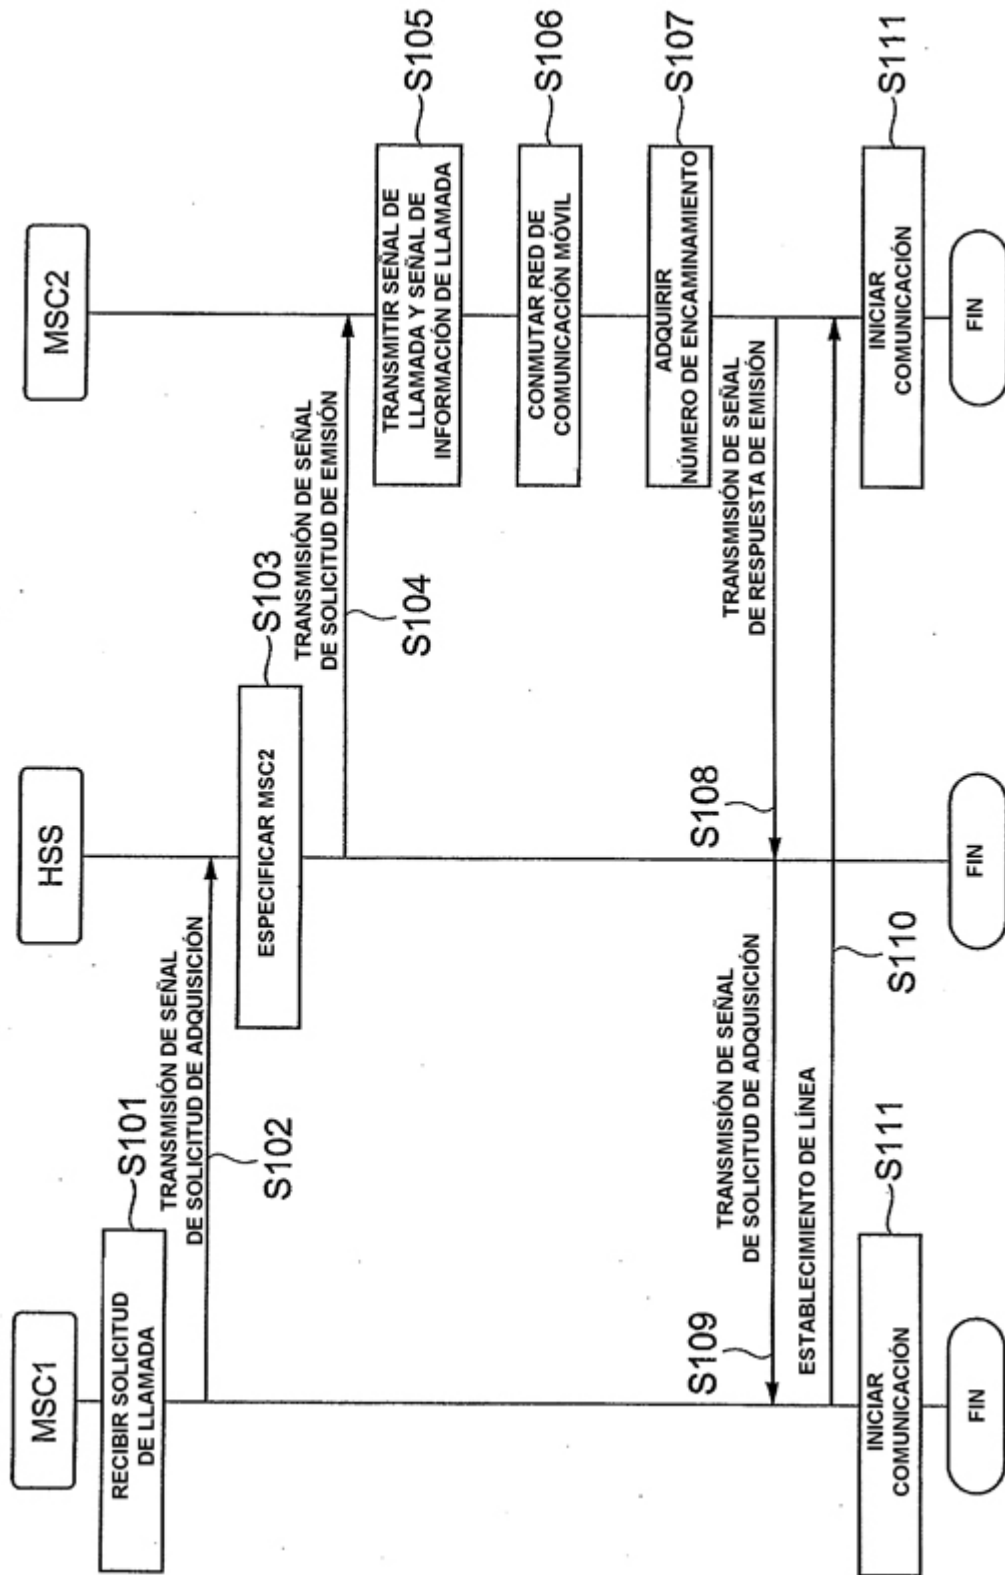 MSC1
HSS
MSC2
RECIBIR SOLICITUD
DE LLAMADA
S101
TRANSMISIÓN DE SEÑAL
DE SOLICITUD DE ADQUISICIÓN
S102
ESPECIFICAR MSC2
S103
TRANSMISIÓN DE SEÑAL
DE SOLICITUD DE EMISIÓN
S104
TRANSMITIR SEÑAL DE
LLAMADA Y SEÑAL DE
INFORMACIÓN DE LLAMADA
S105
CONMUTAR RED DE
COMUNICACIÓN MÓVIL
S106
ADQUIRIR
NÚMERO DE ENCAMINAMIENTO
S107
TRANSMISIÓN DE SEÑAL
DE RESPUESTA DE EMISIÓN
S108
TRANSMISIÓN DE SEÑAL
DE SOLICITUD DE ADQUISICIÓN
S109
ESTABLECIMIENTO DE LÍNEA
S110
INICIAR
COMUNICACIÓN
S111
INICIAR
COMUNICACIÓN
S111
FIN
FIN
FIN